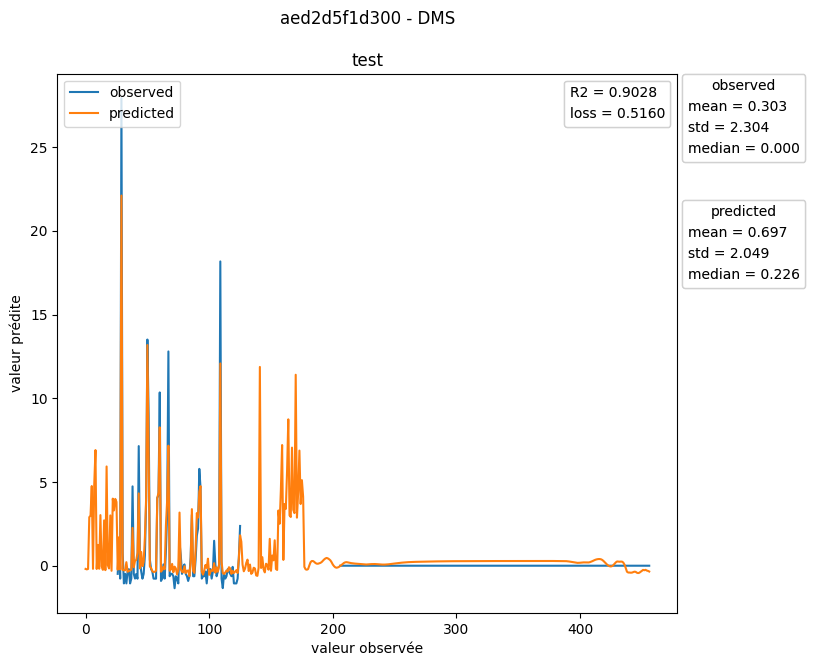 aed2d5f1d300 - DMS
test
observed
predicted
R2 = 0.9028
loss = 0.5160
observed
mean = 0.303
std = 2.304
median = 0.000
predicted
mean = 0.697
std = 2.049
median = 0.226
valeur prédite
25
20
15
10
5
0
0
100
200
300
400
valeur observée